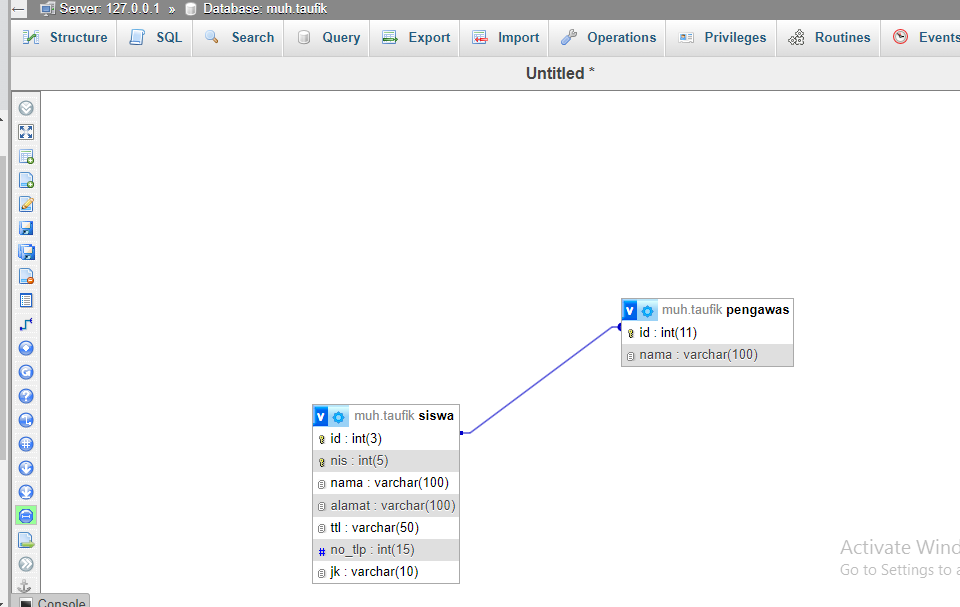 Server: 127.0.0.1 » Database: muh.taufik
Structure SQL Search Query Export Import Operations Privileges Routines Events
Untitled *
v muh.taufik pengawas
id : int(11)
nama : varchar(100)
v muh.taufik siswa
id : int(3)
nis : int(5)
nama : varchar(100)
alamat : varchar(100)
ttl : varchar(50)
# no_tlp : int(15)
jk : varchar(10)
Activate Wind
Go to Settings to a
Console